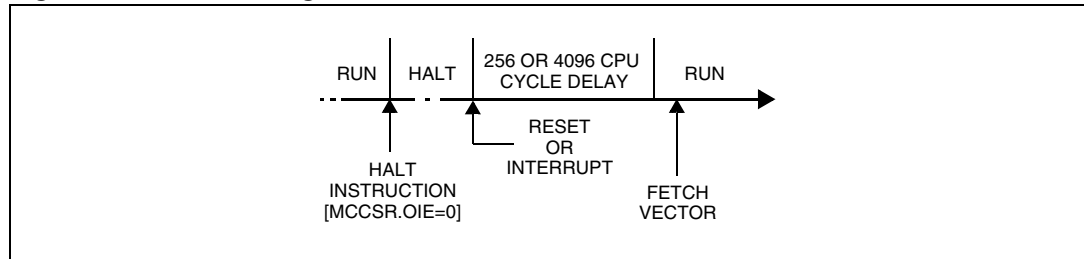 RUN
HALT
256 OR 4096 CPU
CYCLE DELAY
RUN
RESET
OR
INTERRUPT
HALT
INSTRUCTION
[MCCSR.OIE=0]
FETCH
VECTOR